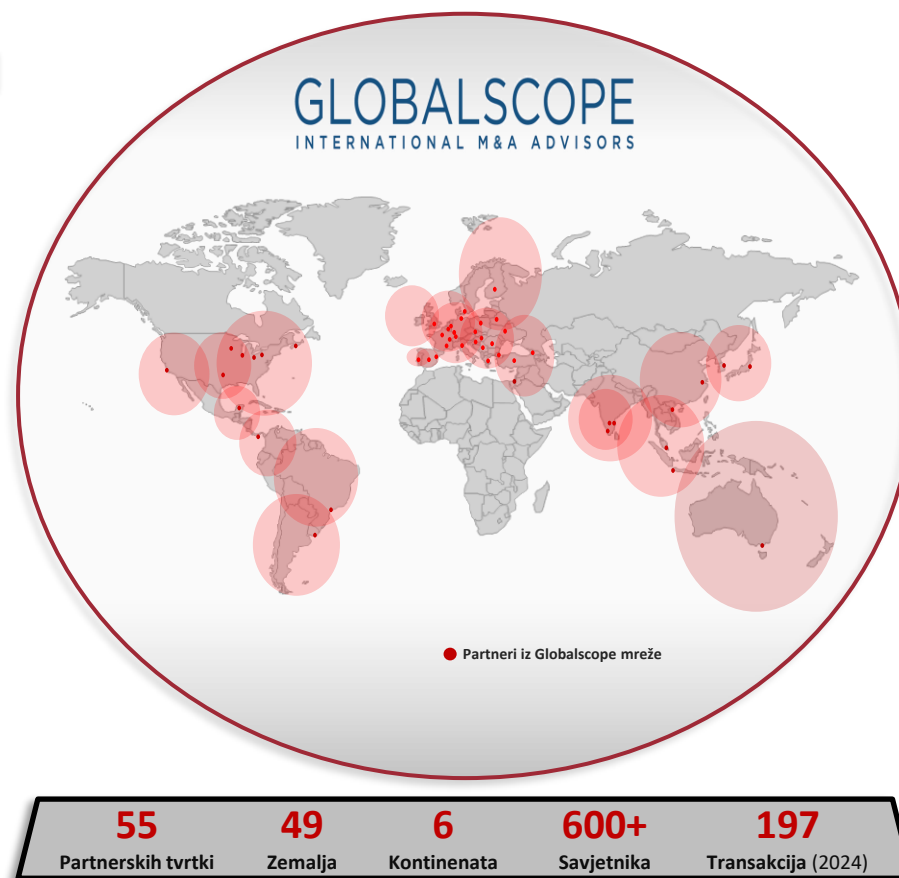 GLOBALSCOPE
INTERNATIONAL M&A ADVISORS
Partneri iz Globalscope mreže
55 49 6 600+ 197
Partnerskih tvrtki Zemalja Kontinenata Savjetnika Transakcija (2024)